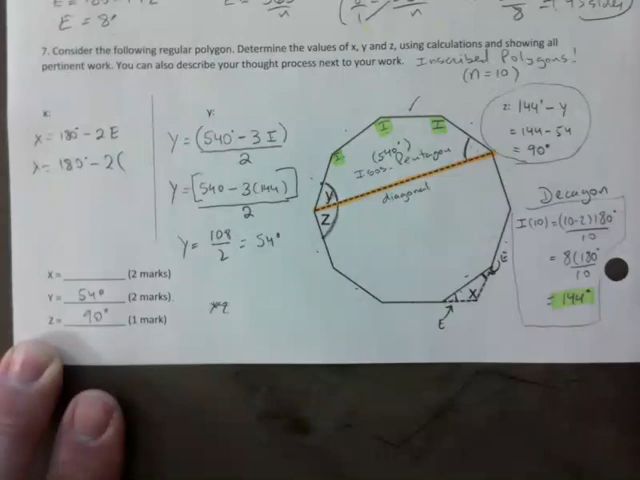 E = 8°
n
n
8
7. Consider the following regular polygon. Determine the values of x, y and z, using calculations and showing all
pertinent work. You can also describe your thought process next to your work. Inscribed Polygons!
(n=10)
x:
X = 180° - 2E
X = 180° - 2(
y:
Y = (540° - 3I)
2
Y = [540 - 3(144)]
2
Y = 108 = 54°
2
I
I
I
(540°)
Isos. Pentagon
diagonal
Y
Z
X
E
E
z: 144° - Y
= 144 - 54
= 90°
Decagon
I(10) = (10-2)180°
10
= 8(180°
10
= 144°
X = (2 marks)
Y = 54° (2 marks)
Z = 90° (1 mark)